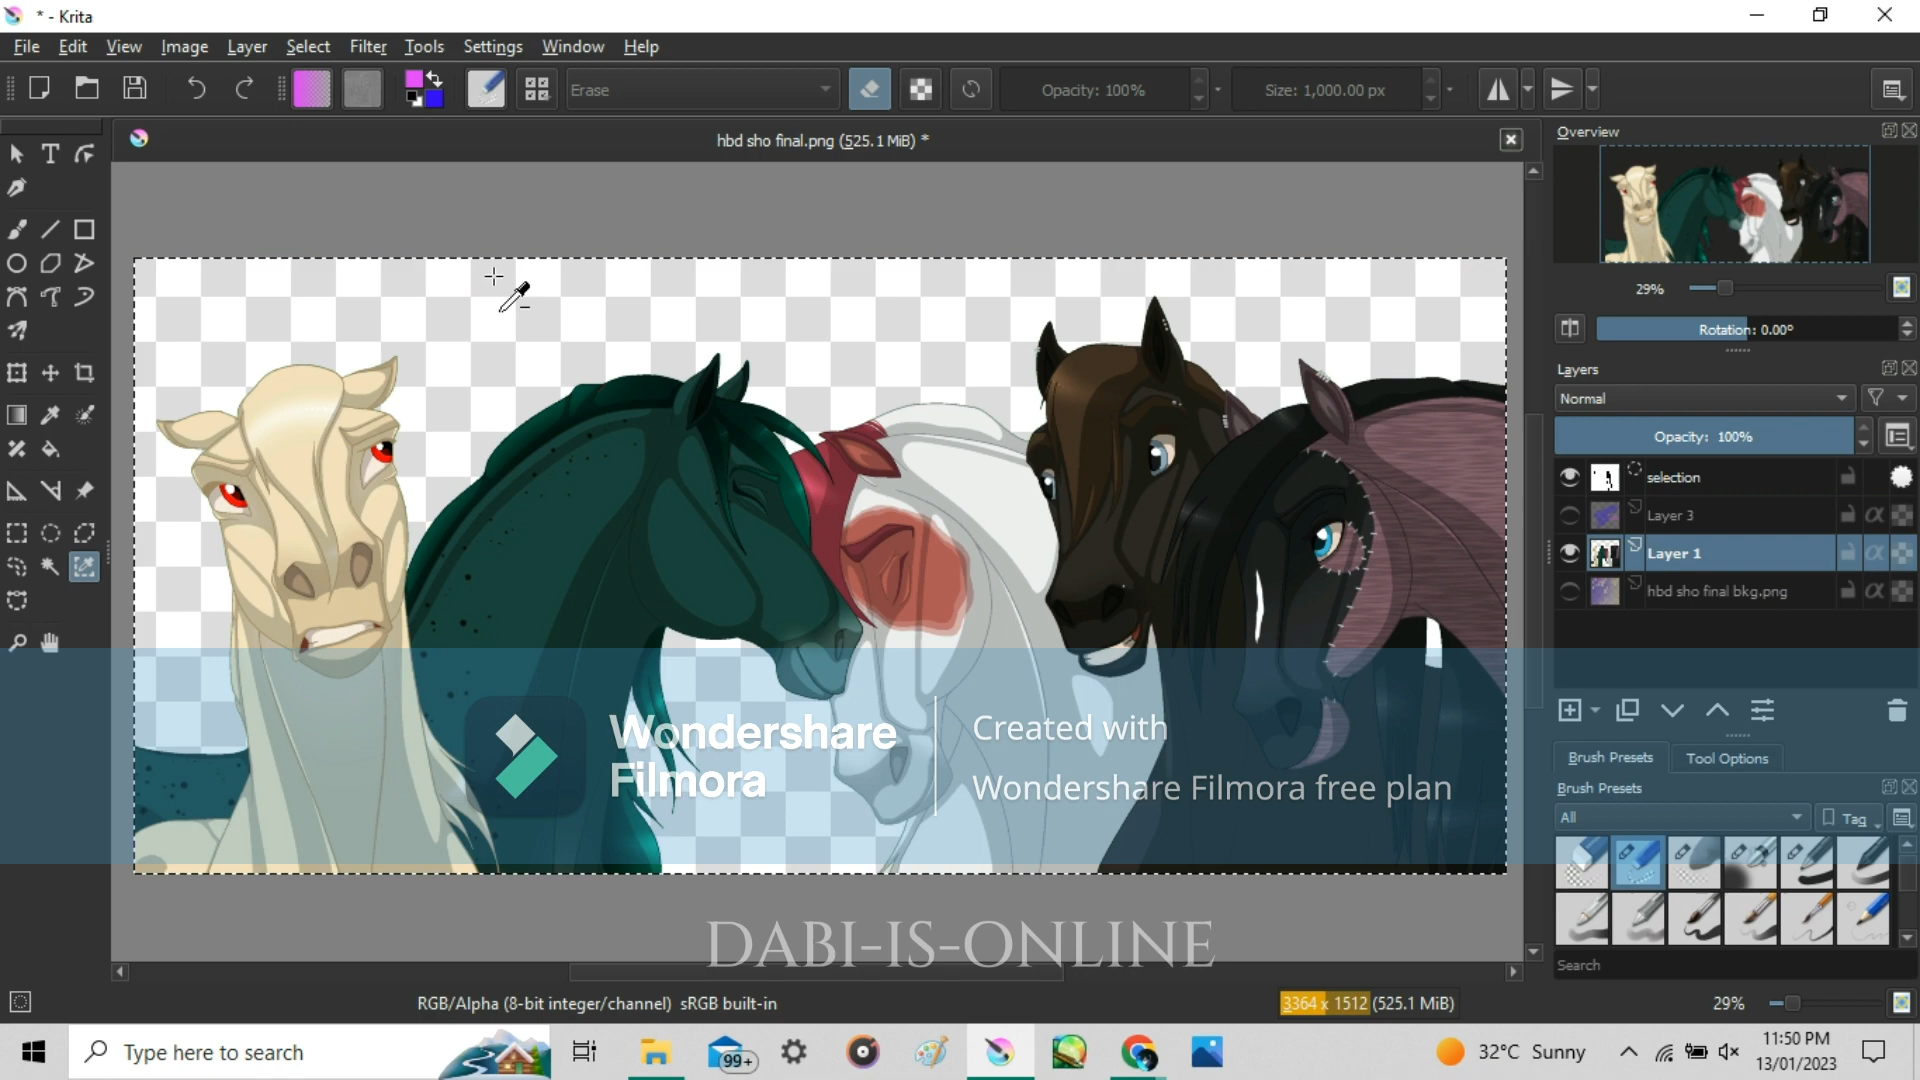 * - Krita
File Edit View Image Layer Select Filter Tools Settings Window Help
Erase
Opacity: 100%
Size: 1,000.00 px
hbd sho final.png (525.1 MiB) *
Overview
29%
Rotation: 0.00º
Layers
Normal
Opacity: 100%
selection
Layer 3
Layer 1
hbd sho final bkg.png
Brush Presets Tool Options
Brush Presets
All
Tag
Search
Wondershare
Filmora
Created with
Wondershare Filmora free plan
DABI-IS-ONLINE
RGB/Alpha (8-bit integer/channel) sRGB built-in
3364 x 1512 (525.1 MiB)
29%
Type here to search
99+
32°C Sunny
11:50 PM
13/01/2023